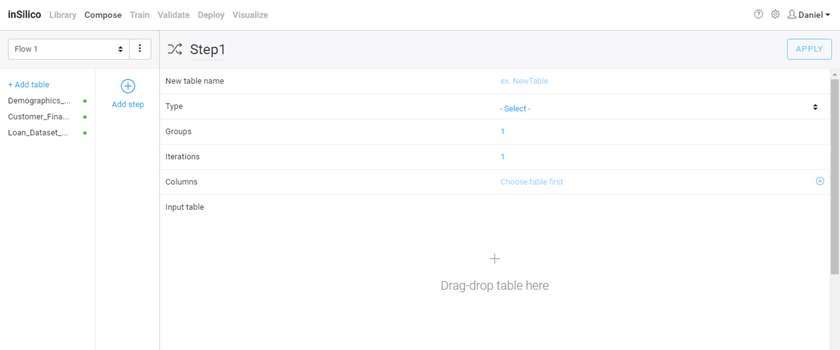 inSilico Library Compose Train Validate Deploy Visualize Daniel
Flow 1 Step1 APPLY
+ Add table
Demographics_...
Customer_Fina...
Loan_Dataset_...
Add step
New table name ex. NewTable
Type - Select -
Groups 1
Iterations 1
Columns Choose table first
Input table
Drag-drop table here